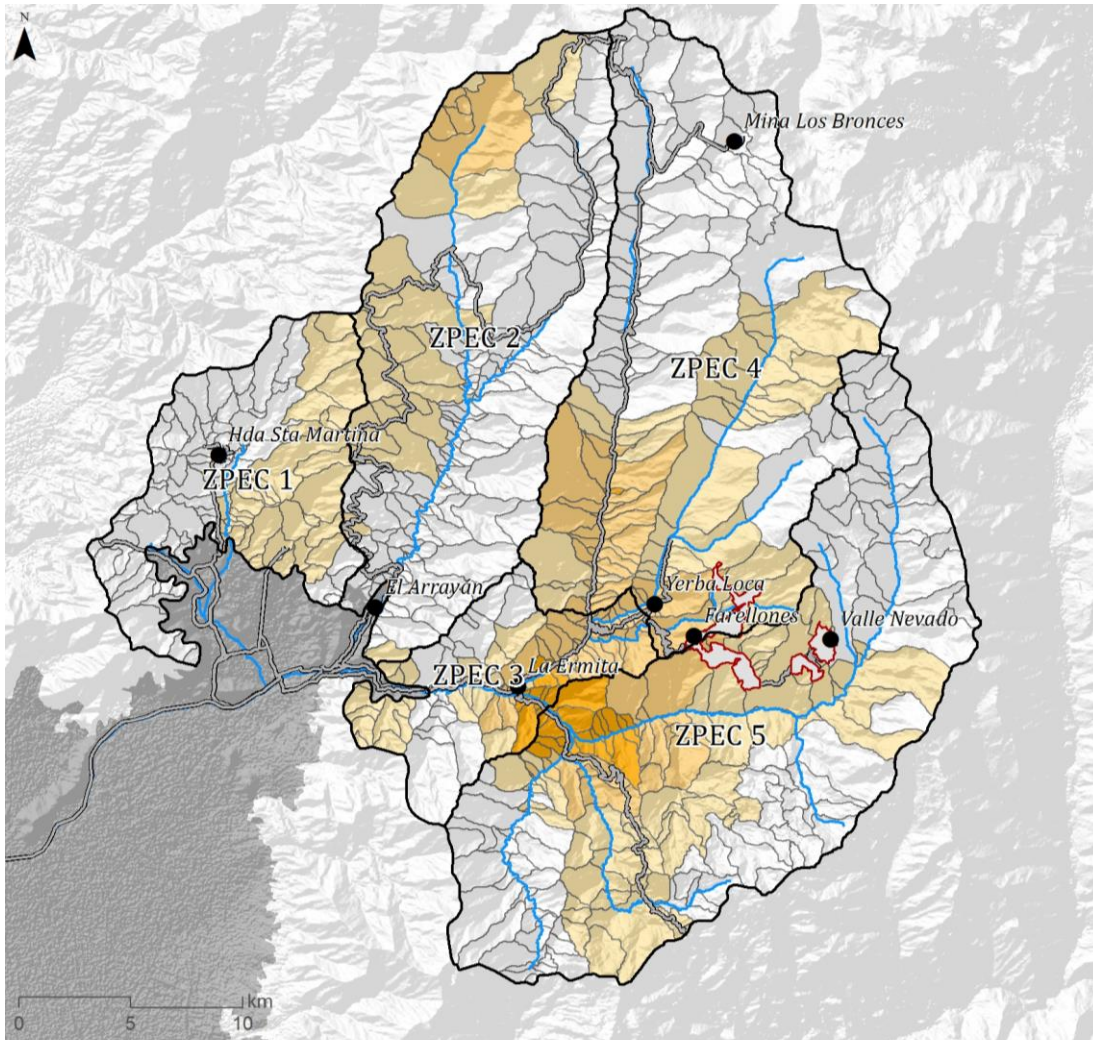 N
Mina Los Bronces
ZPEC 2
ZPEC 4
Hda Sta Martina
ZPEC 1
El Arrayán
Yerba Loca
Farellones
Valle Nevado
La Ermita
ZPEC 3
ZPEC 5
km
0 5 10